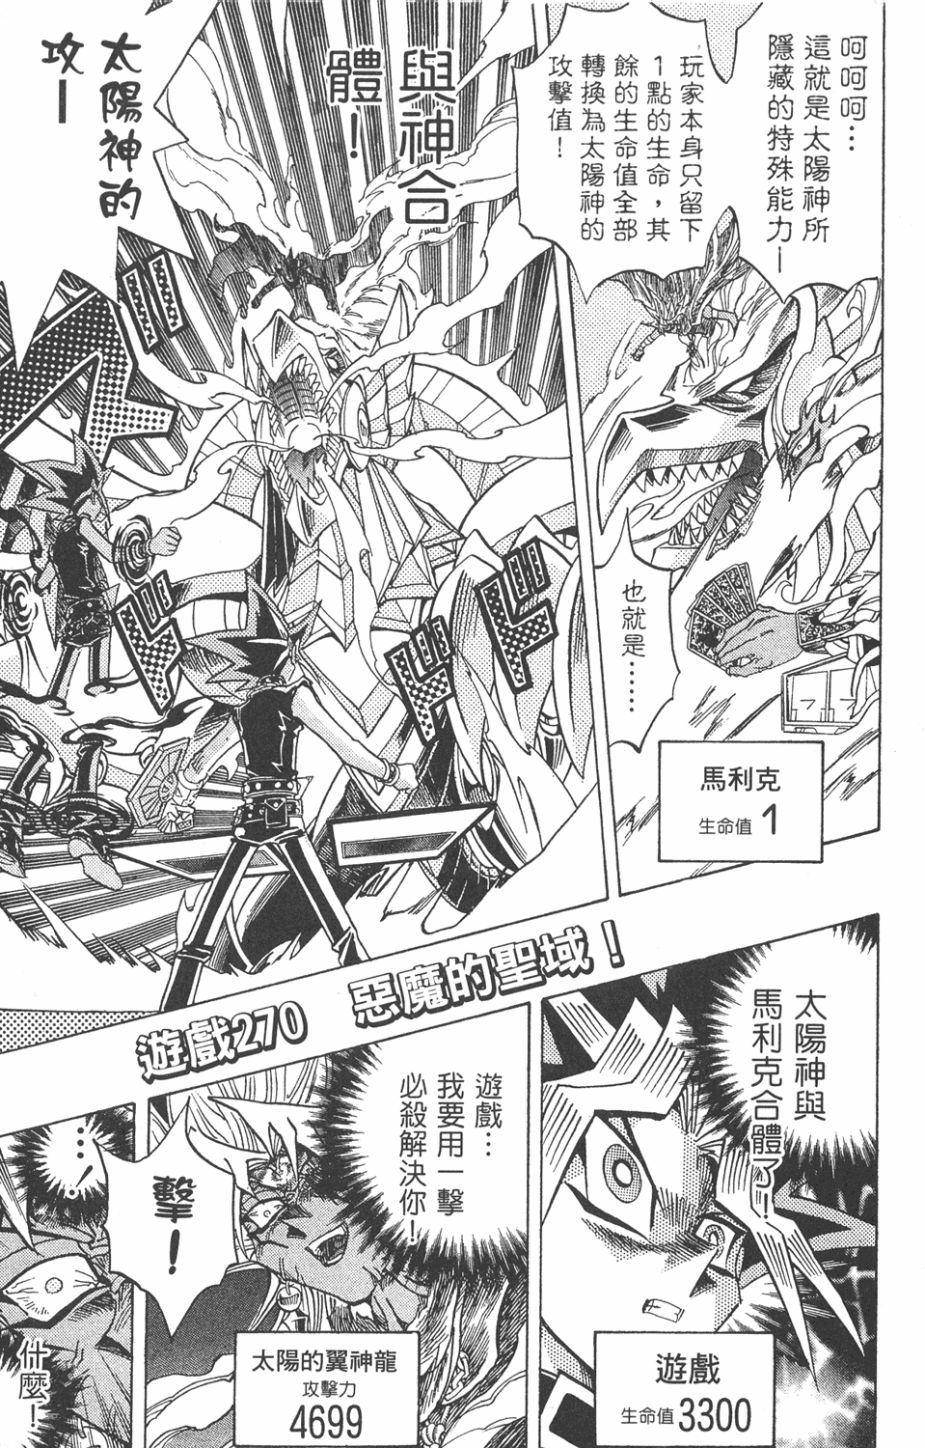 呵呵呵…
這就是太陽神所
隱藏的特殊能力—
玩家本身只留下
1點的生命，其
餘的生命值全部
轉換為太陽神的
攻擊值！
也就是……
馬利克
生命值 1
與神合
體！
太陽神的
攻—
遊戲270 惡魔的聖域！
太陽神與
馬利克合體了！
遊戲
生命值 3300
遊戲…
我要用一擊
必殺解決你！
擊！
太陽的翼神龍
攻擊力
4699
…！
什麼！